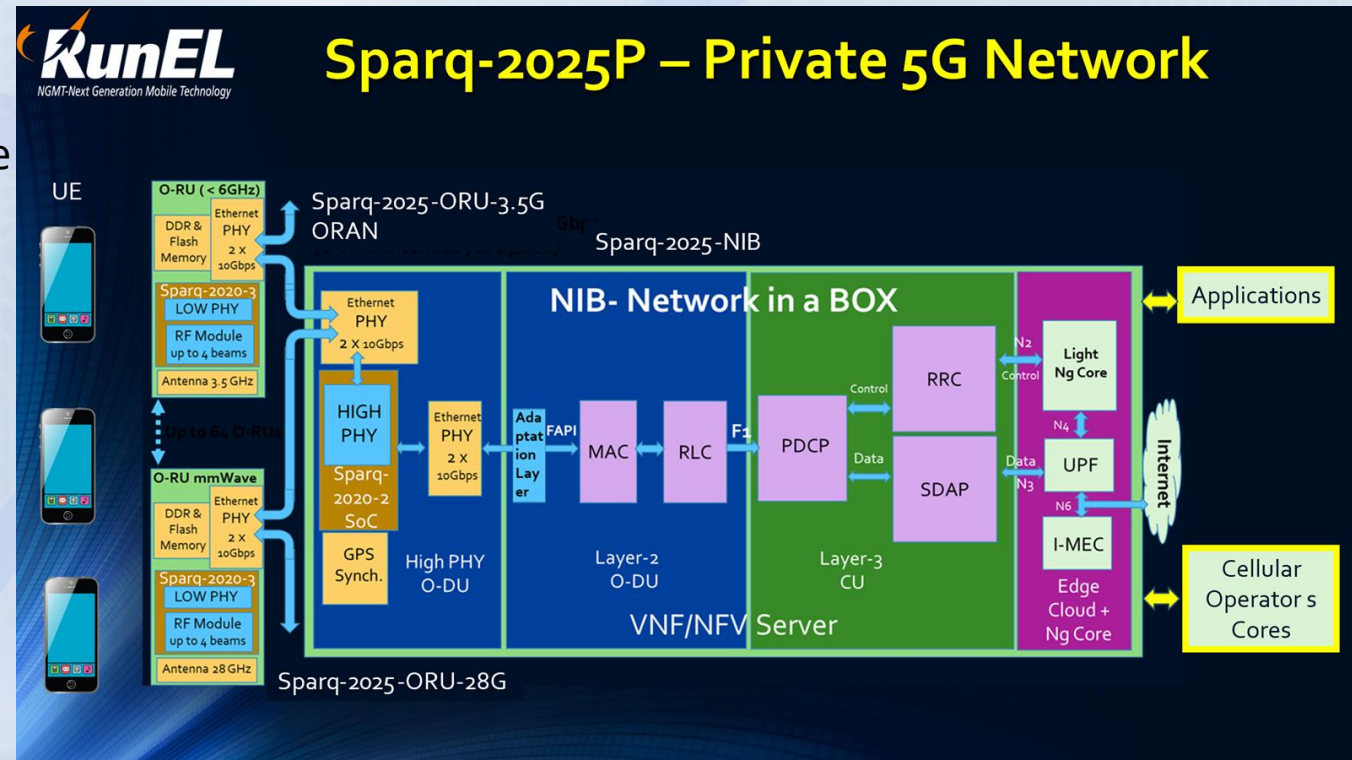 RunEL
NGMT-Next Generation Mobile Technology
Sparq-2025P – Private 5G Network
e
UE
O-RU (< 6GHz)
DDR &
Flash
Memory
Ethernet
PHY
2 x
10Gbps
Sparq-2020-3
LOW PHY
RF Module
up to 4 beams
Antenna 3.5 GHz
Up to 64 O-RUs
O-RU mmWave
DDR &
Flash
Memory
Ethernet
PHY
2 x
10Gbps
Sparq-2020-3
LOW PHY
RF Module
up to 4 beams
Antenna 28 GHz
Sparq-2025-ORU-3.5G
ORAN
Sparq-2025-NIB
NIB- Network in a BOX
Ethernet
PHY
2 X 10Gbps
HIGH
PHY
Sparq-
2020-2
SoC
GPS
Synch.
Ethernet
PHY
2 x
10Gbps
High PHY
O-DU
Ada
ptat
ion
Lay
er
FAPI
MAC
RLC
F1
Layer-2
O-DU
PDCP
Control
Data
RRC
SDAP
Layer-3
CU
VNF/NFV Server
N2
Control
Data
N3
Light
Ng Core
N4
UPF
N6
I-MEC
Edge
Cloud +
Ng Core
Internet
Applications
Cellular
Operator s
Cores
Sparq-2025-ORU-28G